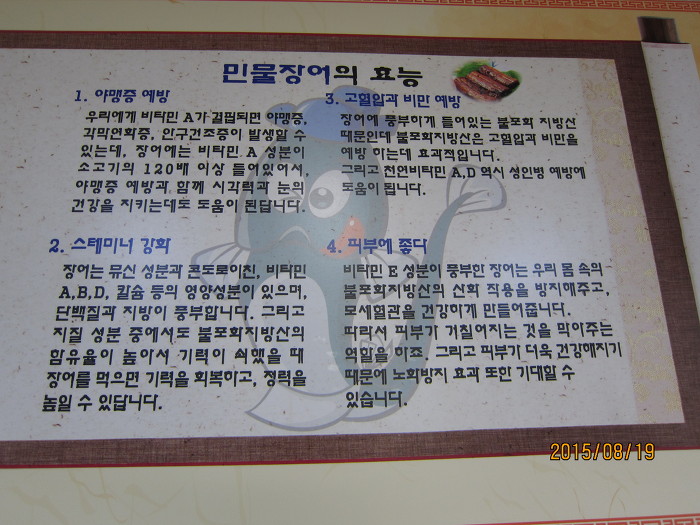 민물장어의 효능
1. 야맹증 예방
우리에게 비타민 A가 결핍되면 야맹증,
각막연화증, 안구건조증이 발생할 수
있는데, 장어에는 비타민 A 성분이
소고기의 120배 이상 들어있어서,
야맹증 예방과 함께 시각력과 눈의
건강을 지키는데도 도움이 된답니다.
2. 스테미너 강화
장어는 뮤신 성분과 콘도로이친, 비타민
A,B,D, 칼슘 등의 영양성분이 있으며,
단백질과 지방이 풍부합니다. 그리고
지질 성분 중에서도 불포화지방산의
함유율이 높아서 기력이 쇠했을 때
장어를 먹으면 기력을 회복하고, 정력을
높일 수 있답니다.
3. 고혈압과 비만 예방
장어에 풍부하게 들어있는 불포화 지방산
때문인데 불포화지방산은 고혈압과 비만을
예방 하는데 효과적입니다.
그리고 천연비타민 A,D 역시 성인병 예방에
도움이 됩니다.
4. 피부에 좋다
비타민 E 성분이 풍부한 장어는 우리 몸 속의
불포화지방산의 산화 작용을 방지해주고,
모세혈관을 건강하게 만들어줍니다.
따라서 피부가 거칠어지는 것을 막아주는
역할을 하죠. 그리고 피부가 더욱 건강해지기
때문에 노화방지 효과 또한 기대할 수
있습니다.
2015/08/19